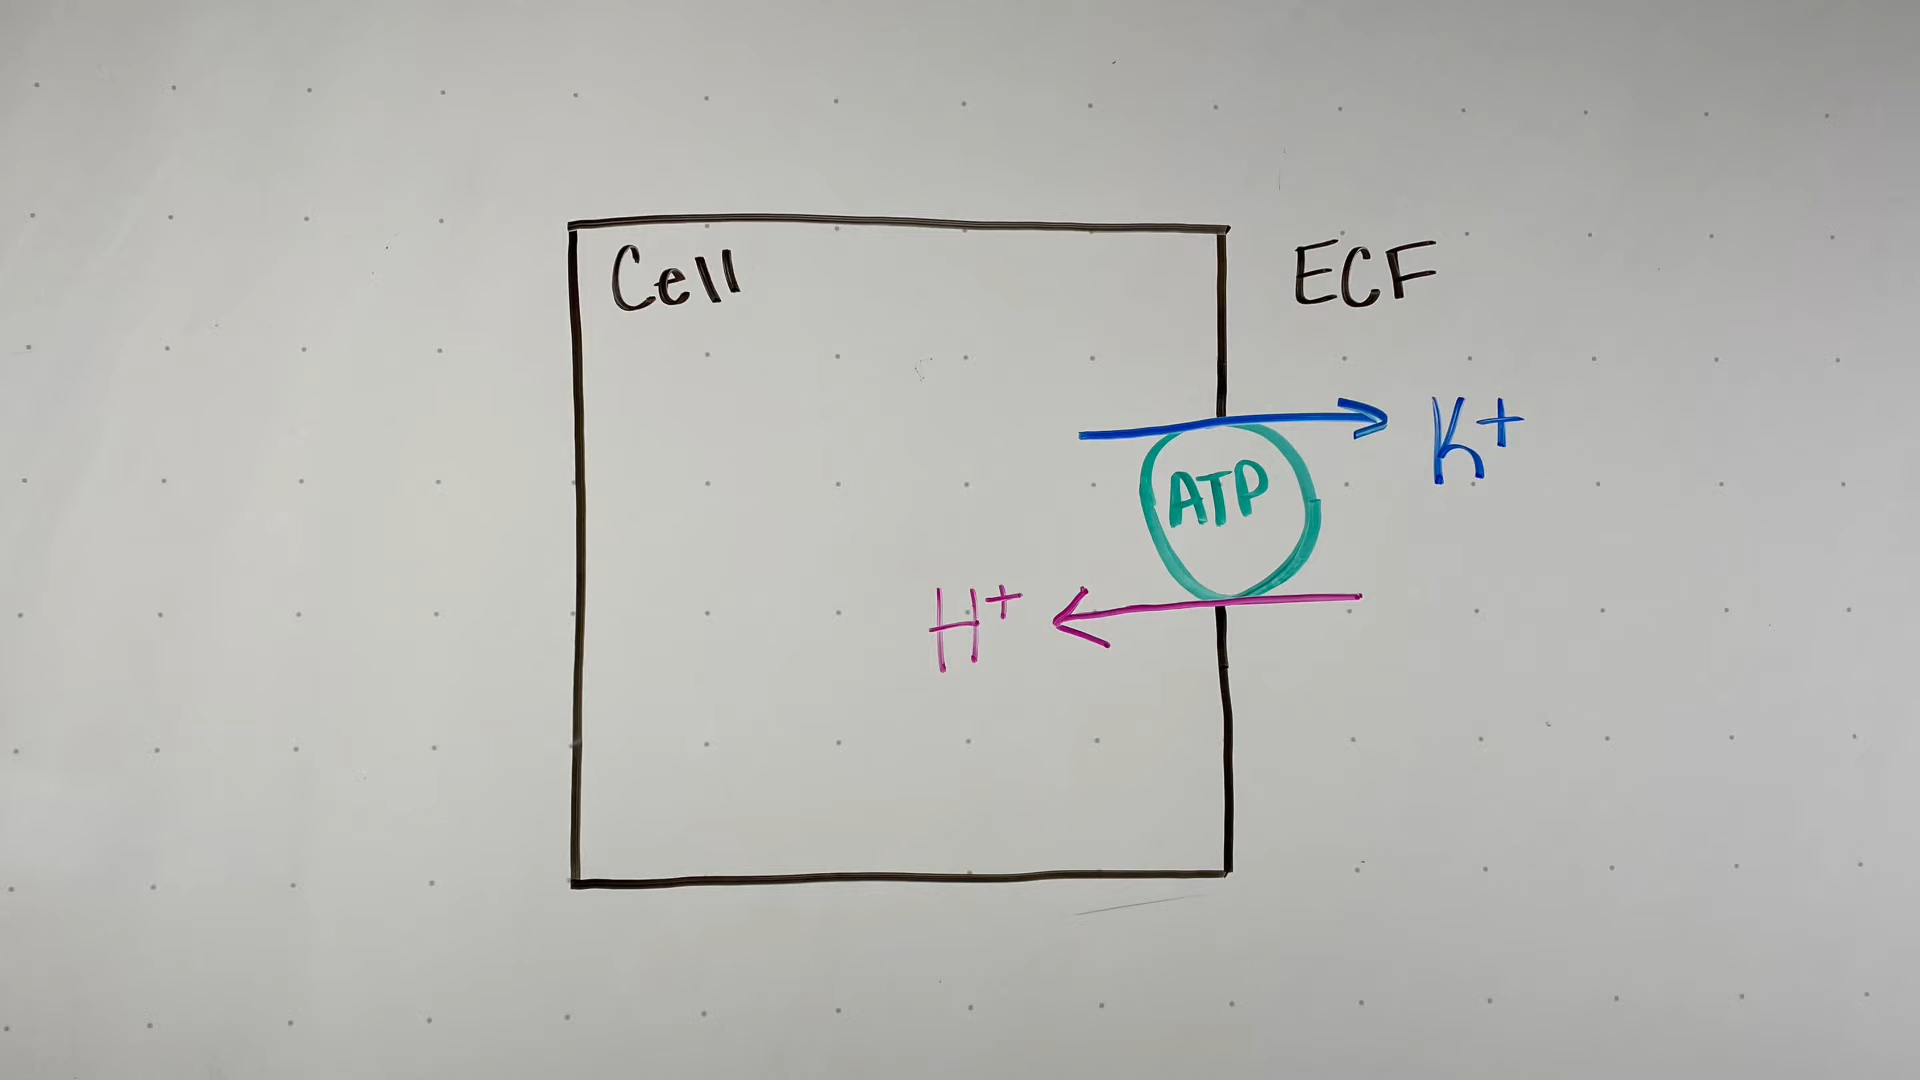 Cell
ECF
K+
ATP
H+